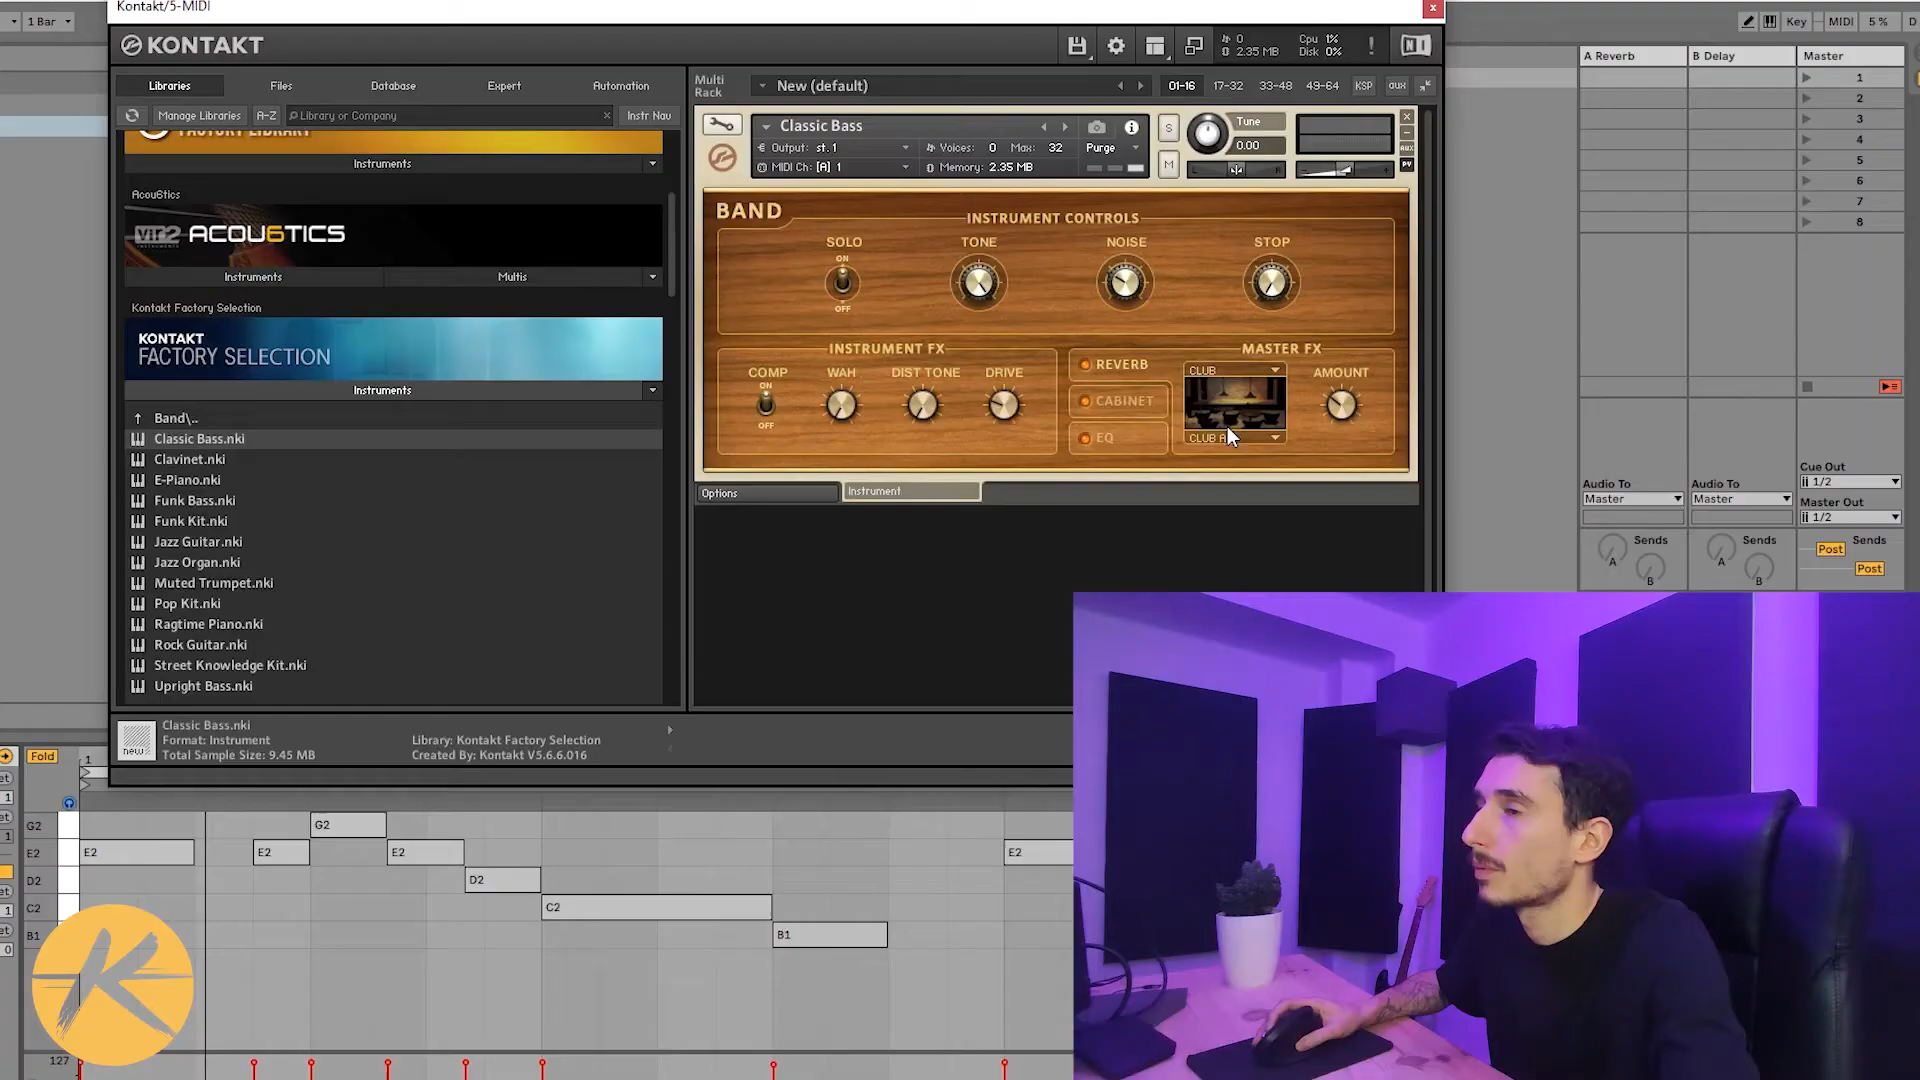 Kontakt/5-MIDI
1 Bar
Key
MIDI
5 %
D
KONTAKT
0
2.35 MB
Cpu 1%
Disk 0%
!
A Reverb
B Delay
Master
Libraries
Files
Database
Expert
Automation
Multi
Rack
New (default)
01-16
17-32
33-48
49-64
KSP
aux
Manage Libraries
A-Z
Library or Company
Instr Nav
1
2
3
4
5
6
7
8
FACTORY LIBRARY
Instruments
Acou6tics
VIR2 ACOU6TICS
INSTRUMENTS
Instruments
Multis
Kontakt Factory Selection
KONTAKT
FACTORY SELECTION
Instruments
Band\..
Classic Bass.nki
Clavinet.nki
E-Piano.nki
Funk Bass.nki
Funk Kit.nki
Jazz Guitar.nki
Jazz Organ.nki
Muted Trumpet.nki
Pop Kit.nki
Ragtime Piano.nki
Rock Guitar.nki
Street Knowledge Kit.nki
Upright Bass.nki
Classic Bass
Output: st.1
Voices: 0
Max: 32
Purge
MIDI Ch: [A] 1
Memory: 2.35 MB
S
M
Tune
0.00
L
R
AUX
PV
BAND
INSTRUMENT CONTROLS
SOLO
TONE
NOISE
STOP
ON
OFF
INSTRUMENT FX
MASTER FX
COMP
WAH
DIST TONE
DRIVE
ON
OFF
REVERB
CABINET
EQ
CLUB
CLUB
AMOUNT
Options
Instrument
Cue Out
1/2
Audio To
Audio To
Master Out
Master
Master
1/2
Sends
Sends
Sends
A
B
A
B
Post
Post
new
Classic Bass.nki
Format: Instrument
Total Sample Size: 9.45 MB
Library: Kontakt Factory Selection
Created By: Kontakt V5.6.6.016
Fold
1
G2
E2
D2
C2
B1
G2
E2
E2
E2
D2
C2
B1
E2
127
K